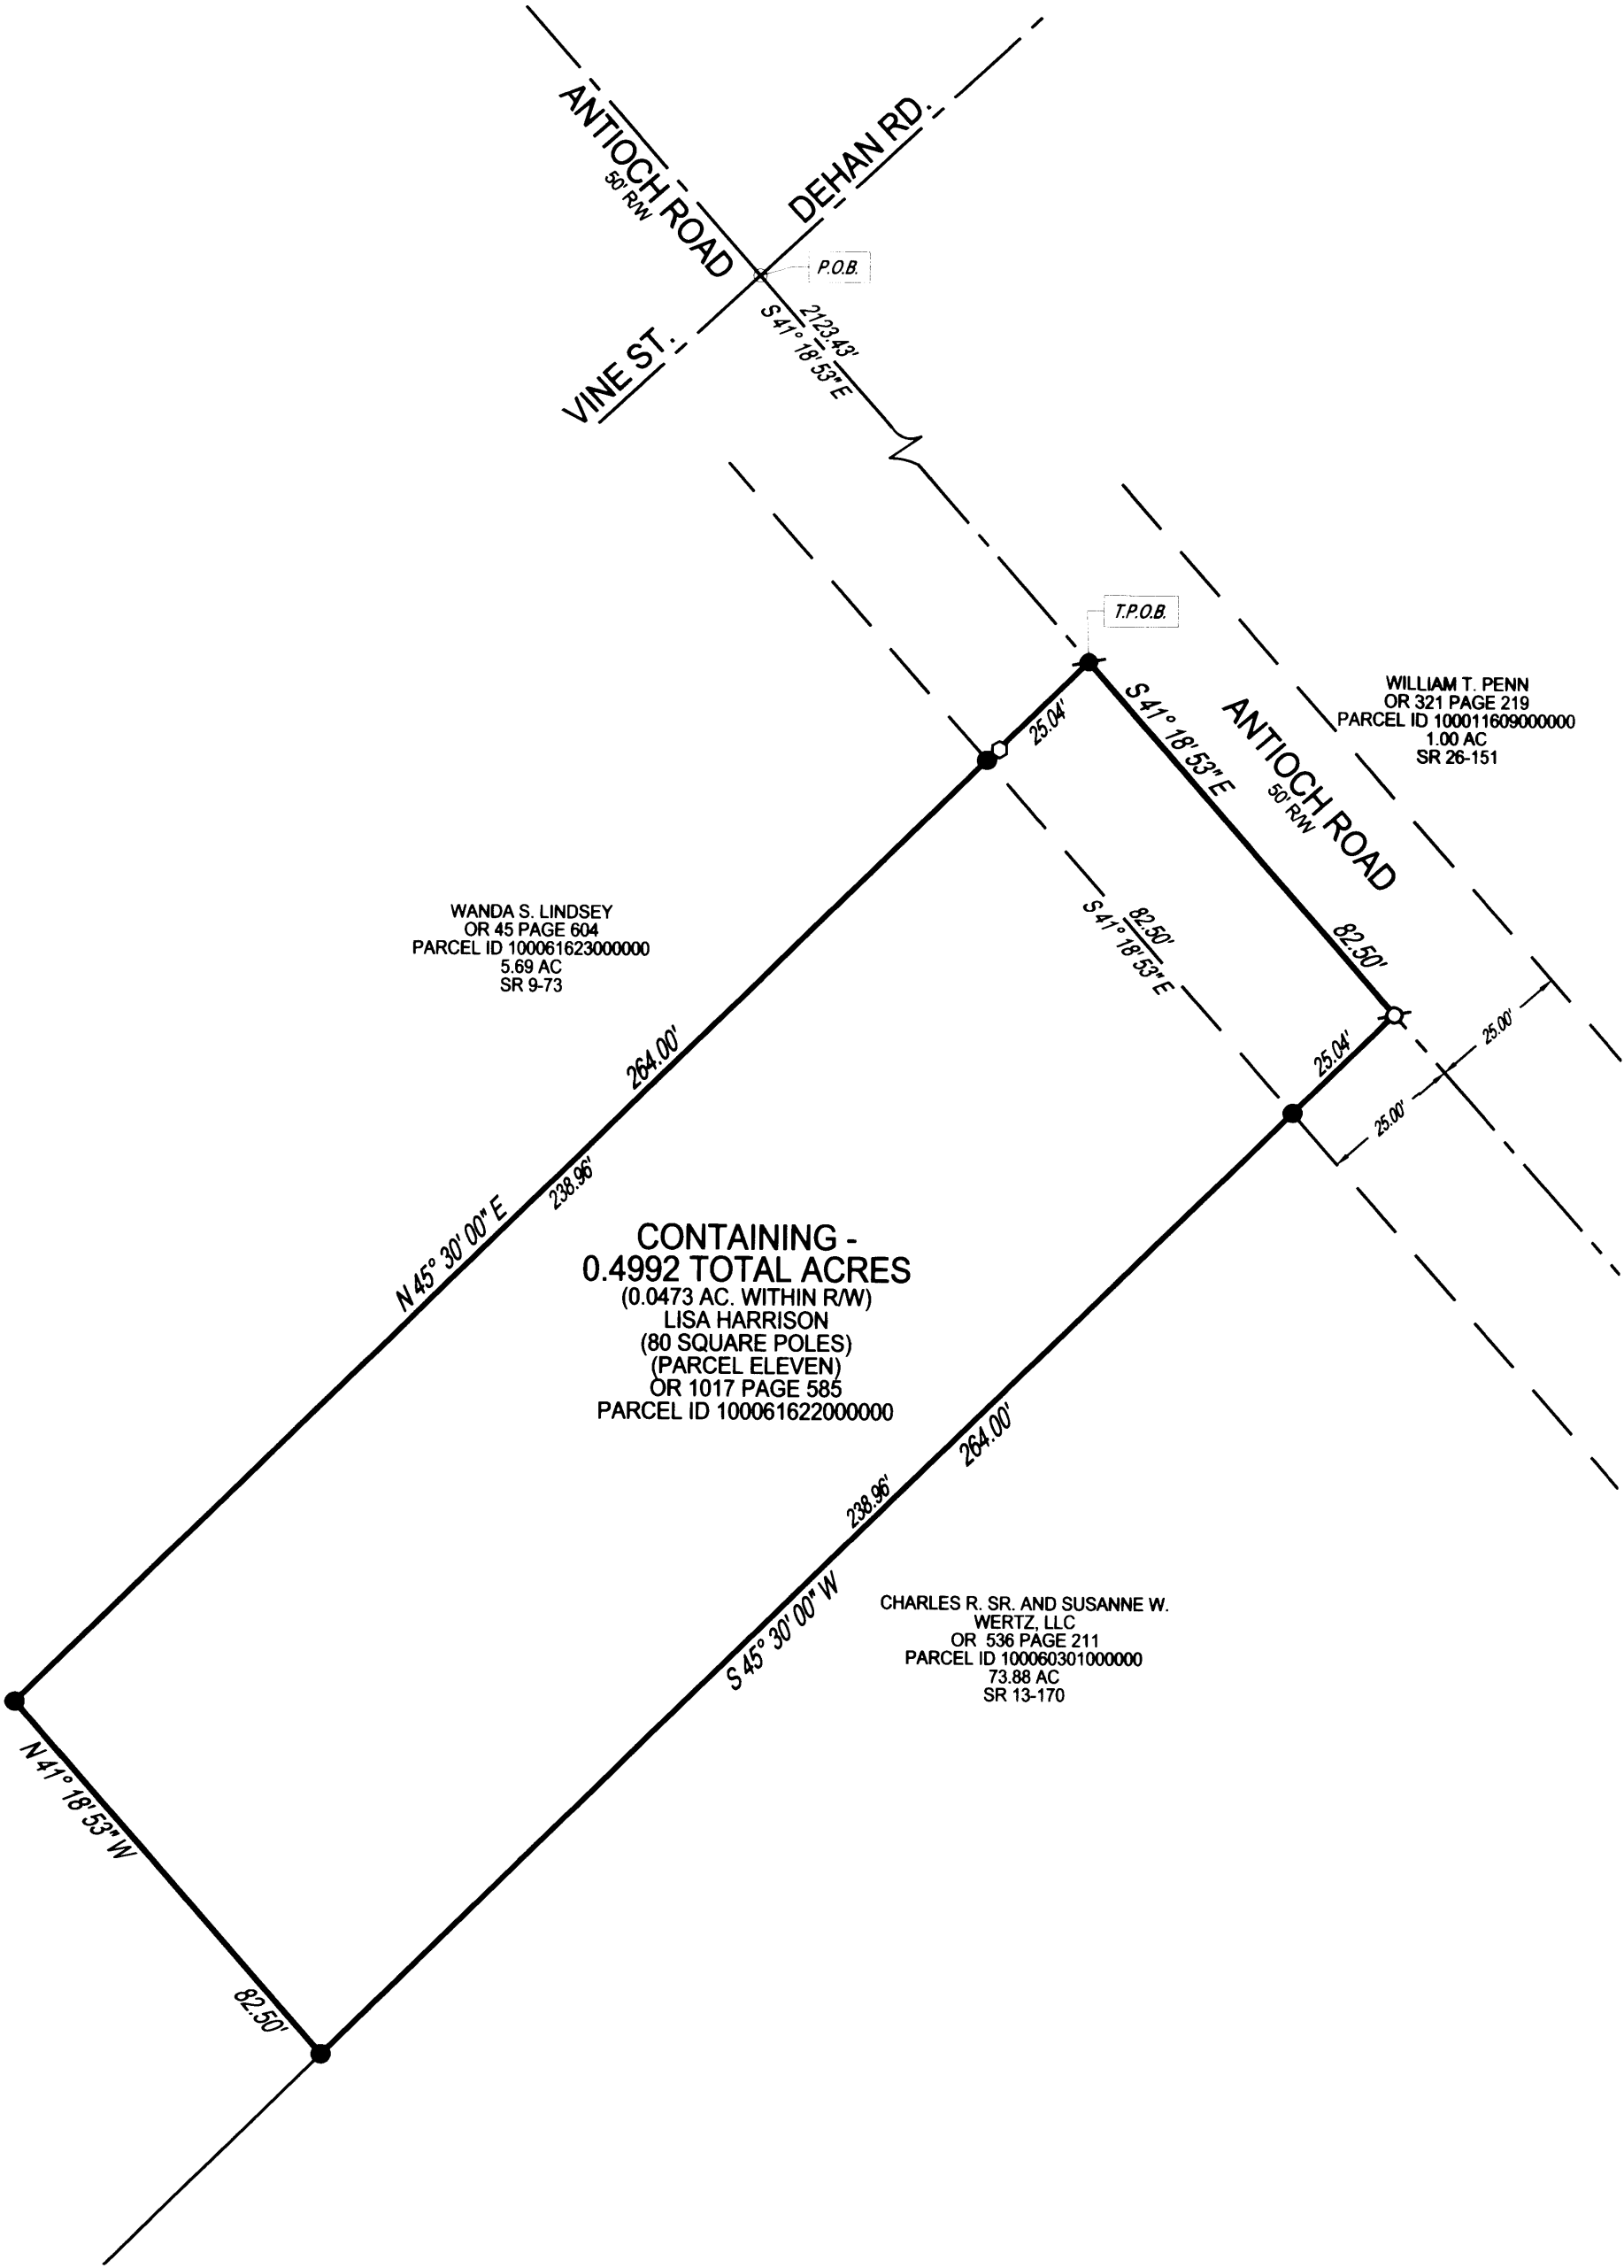 ANTIOCH ROAD
50' R/W
DEHAN RD.
P.O.B.
VINE ST.
2123.43'
S 41° 18' 53" E
T.P.O.B.
25.04'
S 41° 18' 53" E
82.50'
ANTIOCH ROAD
50' R/W
WILLIAM T. PENN
OR 321 PAGE 219
PARCEL ID 100011609000000
1.00 AC
SR 26-151
WANDA S. LINDSEY
OR 45 PAGE 604
PARCEL ID 100061623000000
5.69 AC
SR 9-73
82.50'
S 41° 18' 53" E
25.04'
25.00'
25.00'
264.00'
238.96'
N 45° 30' 00" E
CONTAINING -
0.4992 TOTAL ACRES
(0.0473 AC. WITHIN R/W)
LISA HARRISON
(80 SQUARE POLES)
(PARCEL ELEVEN)
OR 1017 PAGE 585
PARCEL ID 100061622000000
264.00'
238.96'
S 45° 30' 00" W
CHARLES R. SR. AND SUSANNE W.
WERTZ, LLC
OR 536 PAGE 211
PARCEL ID 100060301000000
73.88 AC
SR 13-170
N 41° 18' 53" W
82.50'